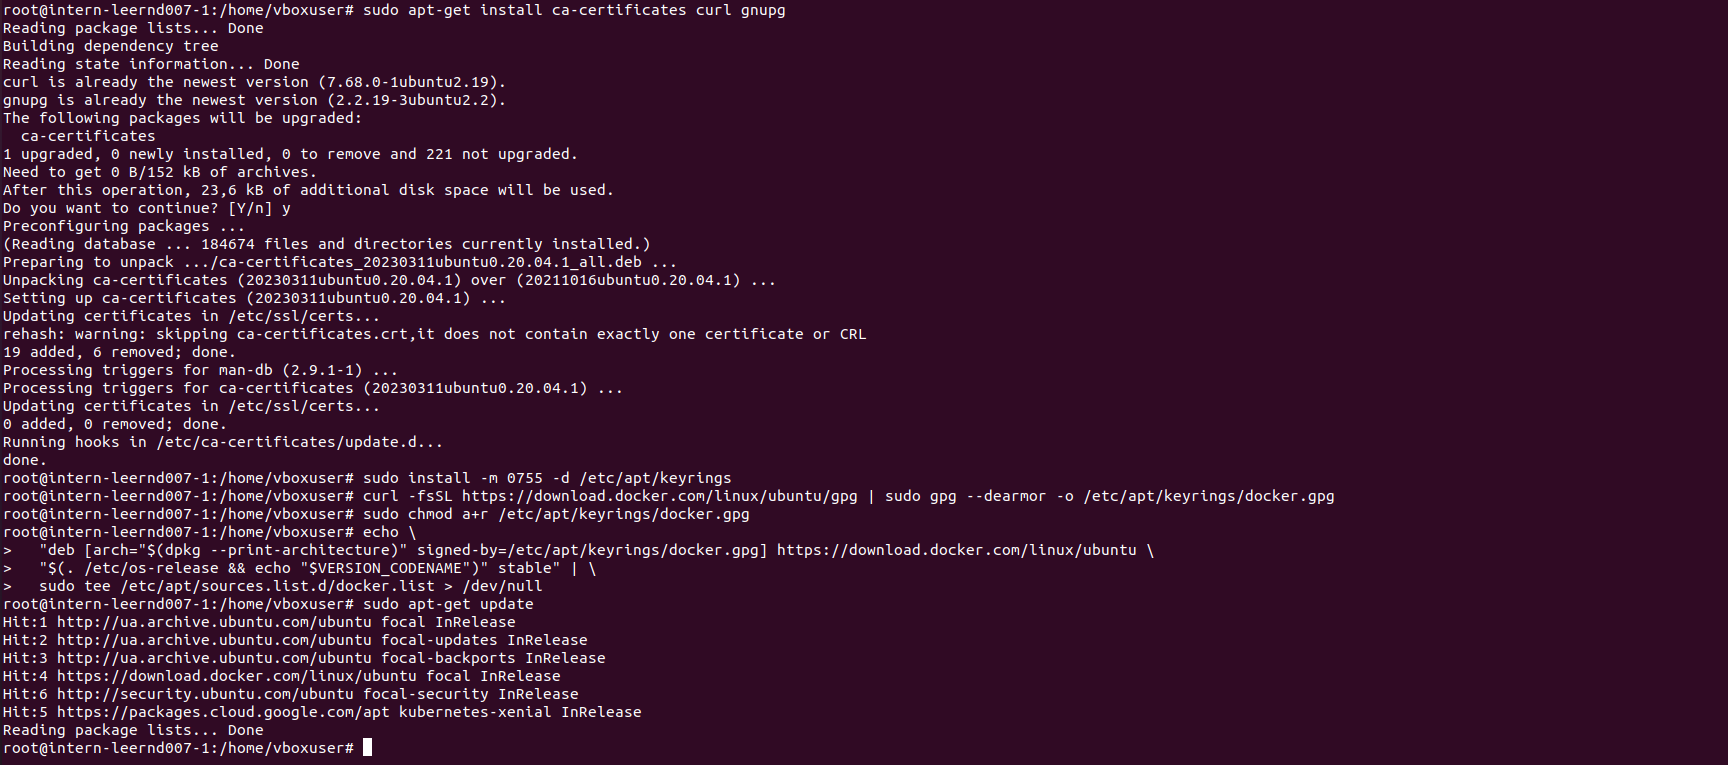 root@intern-leernd007-1:/home/vboxuser# sudo apt-get install ca-certificates curl gnupg
Reading package lists... Done
Building dependency tree
Reading state information... Done
curl is already the newest version (7.68.0-1ubuntu2.19).
gnupg is already the newest version (2.2.19-3ubuntu2.2).
The following packages will be upgraded:
  ca-certificates
1 upgraded, 0 newly installed, 0 to remove and 221 not upgraded.
Need to get 0 B/152 kB of archives.
After this operation, 23,6 kB of additional disk space will be used.
Do you want to continue? [Y/n] y
Preconfiguring packages ...
(Reading database ... 184674 files and directories currently installed.)
Preparing to unpack .../ca-certificates_20230311ubuntu0.20.04.1_all.deb ...
Unpacking ca-certificates (20230311ubuntu0.20.04.1) over (20211016ubuntu0.20.04.1) ...
Setting up ca-certificates (20230311ubuntu0.20.04.1) ...
Updating certificates in /etc/ssl/certs...
rehash: warning: skipping ca-certificates.crt,it does not contain exactly one certificate or CRL
19 added, 6 removed; done.
Processing triggers for man-db (2.9.1-1) ...
Processing triggers for ca-certificates (20230311ubuntu0.20.04.1) ...
Updating certificates in /etc/ssl/certs...
0 added, 0 removed; done.
Running hooks in /etc/ca-certificates/update.d...
done.
root@intern-leernd007-1:/home/vboxuser# sudo install -m 0755 -d /etc/apt/keyrings
root@intern-leernd007-1:/home/vboxuser# curl -fsSL https://download.docker.com/linux/ubuntu/gpg | sudo gpg --dearmor -o /etc/apt/keyrings/docker.gpg
root@intern-leernd007-1:/home/vboxuser# sudo chmod a+r /etc/apt/keyrings/docker.gpg
root@intern-leernd007-1:/home/vboxuser# echo \
>   "deb [arch="$(dpkg --print-architecture)" signed-by=/etc/apt/keyrings/docker.gpg] https://download.docker.com/linux/ubuntu \
>   "$(. /etc/os-release && echo "$VERSION_CODENAME")" stable" | \
>   sudo tee /etc/apt/sources.list.d/docker.list > /dev/null
root@intern-leernd007-1:/home/vboxuser# sudo apt-get update
Hit:1 http://ua.archive.ubuntu.com/ubuntu focal InRelease
Hit:2 http://ua.archive.ubuntu.com/ubuntu focal-updates InRelease
Hit:3 http://ua.archive.ubuntu.com/ubuntu focal-backports InRelease
Hit:4 https://download.docker.com/linux/ubuntu focal InRelease
Hit:6 http://security.ubuntu.com/ubuntu focal-security InRelease
Hit:5 https://packages.cloud.google.com/apt kubernetes-xenial InRelease
Reading package lists... Done
root@intern-leernd007-1:/home/vboxuser#